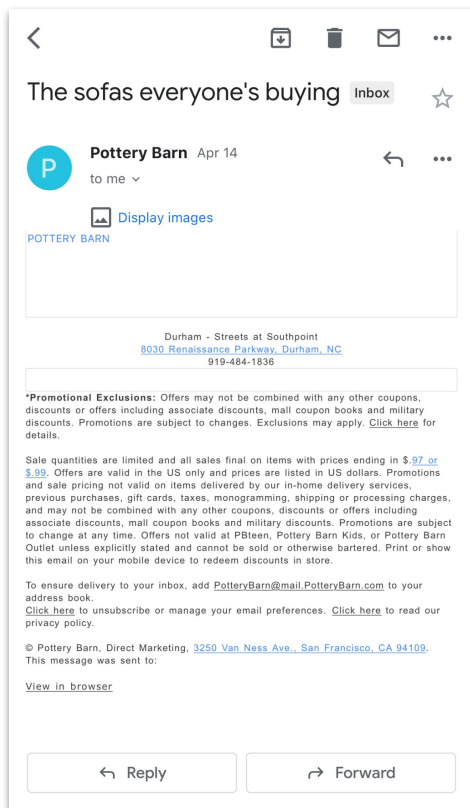 The sofas everyone's buying Inbox
P
Pottery Barn Apr 14
to me
Display images
POTTERY BARN
Durham - Streets at Southpoint
8030 Renaissance Parkway, Durham, NC
919-484-1836
*Promotional Exclusions: Offers may not be combined with any other coupons,
discounts or offers including associate discounts, mall coupon books and military
discounts. Promotions are subject to changes. Exclusions may apply. Click here for
details.
Sale quantities are limited and all sales final on items with prices ending in $.97 or
$.99. Offers are valid in the US only and prices are listed in US dollars. Promotions
and sale pricing not valid on items delivered by our in-home delivery services,
previous purchases, gift cards, taxes, monogramming, shipping or processing charges,
and may not be combined with any other coupons, discounts or offers including
associate discounts, mall coupon books and military discounts. Promotions are subject
to change at any time. Offers not valid at PBteen, Pottery Barn Kids, or Pottery Barn
Outlet unless explicitly stated and cannot be sold or otherwise bartered. Print or show
this email on your mobile device to redeem discounts in store.
To ensure delivery to your inbox, add PotteryBarn@mail.PotteryBarn.com to your
address book.
Click here to unsubscribe or manage your email preferences. Click here to read our
privacy policy.
© Pottery Barn, Direct Marketing, 3250 Van Ness Ave., San Francisco, CA 94109.
This message was sent to:
View in browser
Reply
Forward